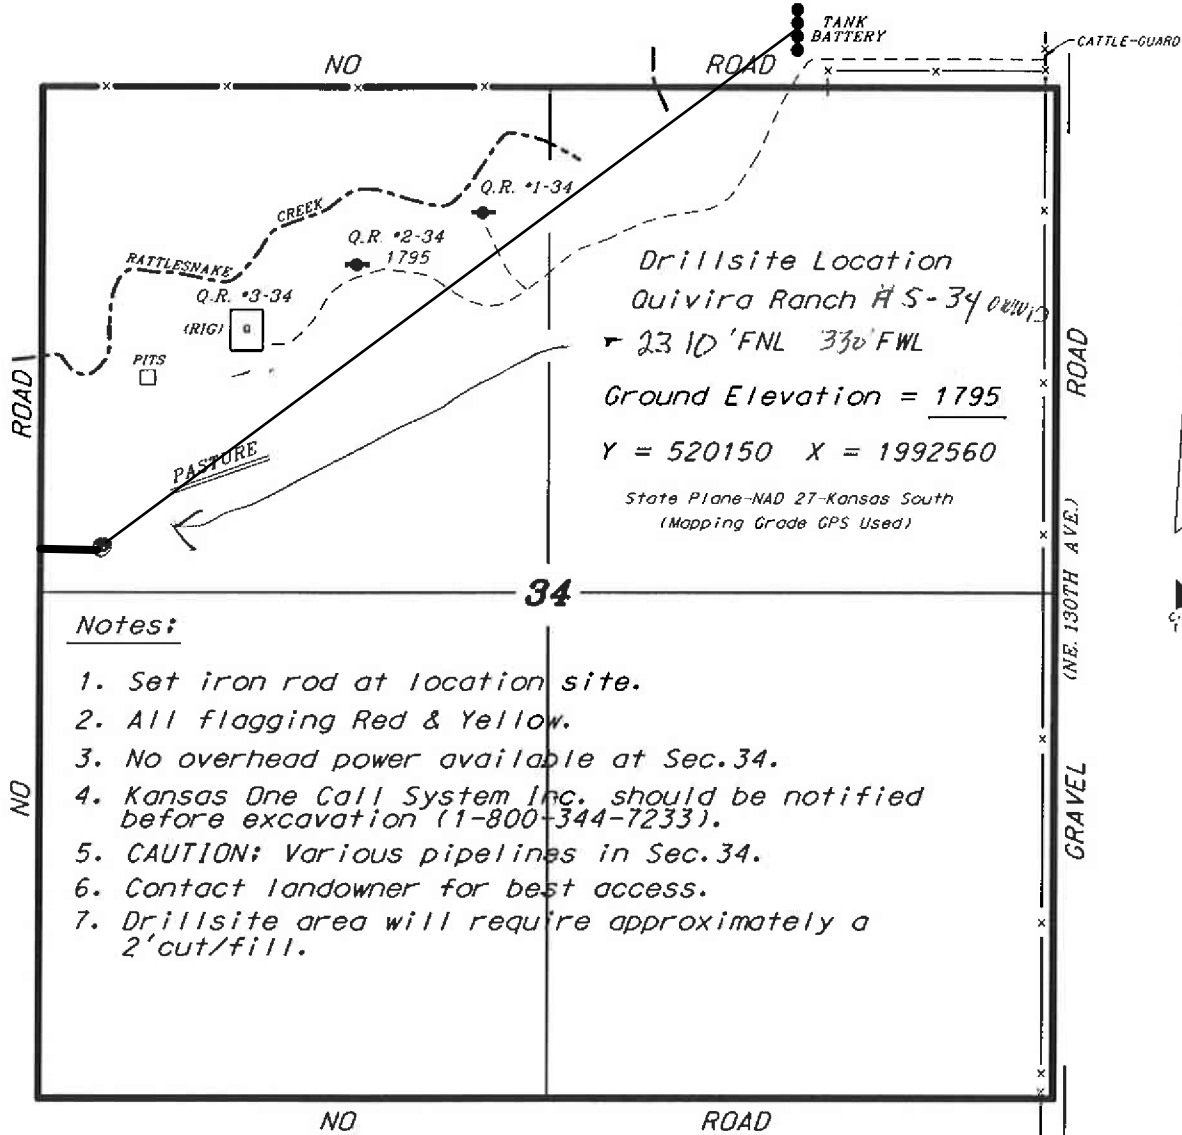 TANK
BATTERY
CATTLE-GUARD
NO
ROAD
Q.R. #1-34
CREEK
Q.R. #2-34
1795
RATTLESNAKE
Q.R. #3-34
(RIG)
PITS
Drillsite Location
Quivira Ranch # 5-34 OWWO
2310' FNL 330' FWL
Ground Elevation = 1795
Y = 520150 X = 1992560
State Plane-NAD 27-Kansas South
(Mapping Grade GPS Used)
ROAD
ROAD
PASTURE
(NE. 130TH AVE.)
34
Notes:
1. Set iron rod at location site.
2. All flagging Red & Yellow.
3. No overhead power available at Sec.34.
4. Kansas One Call System Inc. should be notified
before excavation (1-800-344-7233).
5. CAUTION: Various pipelines in Sec.34.
6. Contact landowner for best access.
7. Drillsite area will require approximately a
2'cut/fill.
NO
GRAVEL
NO
ROAD